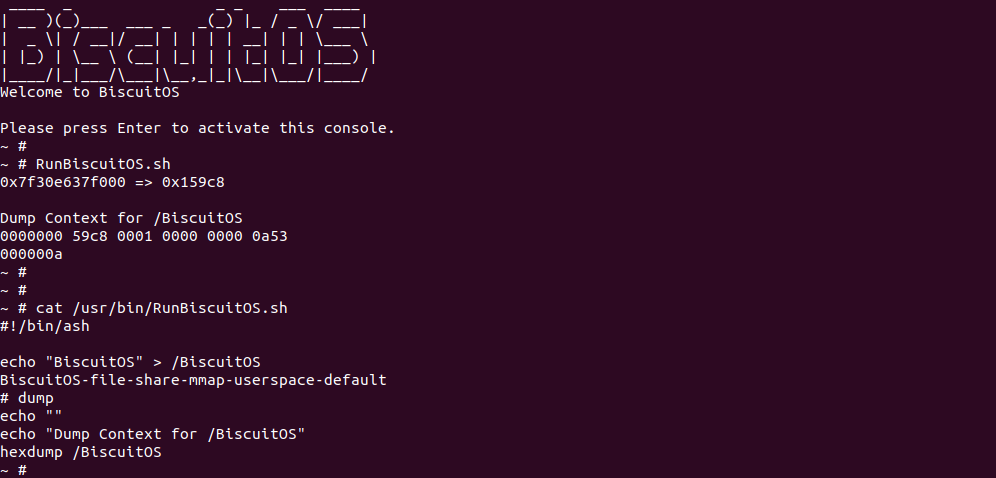 ____  _                _ _    ___  ____
| __ )(_)___  ___ _   _(_) |_ / _ \/ ___|
|  _ \| / __|/ __| | | | | __| | | \___ \
| |_) | \__ \ (__| |_| | | |_| |_| |___) |
|____/|_|___/\___|\__,_|_|\__|\___/|____/
Welcome to BiscuitOS
Please press Enter to activate this console.
~ #
~ # RunBiscuitOS.sh
0x7f30e637f000 => 0x159c8
Dump Context for /BiscuitOS
0000000 59c8 0001 0000 0000 0a53
000000a
~ #
~ #
~ # cat /usr/bin/RunBiscuitOS.sh
#!/bin/ash
echo "BiscuitOS" > /BiscuitOS
BiscuitOS-file-share-mmap-userspace-default
# dump
echo ""
echo "Dump Context for /BiscuitOS"
hexdump /BiscuitOS
~ #